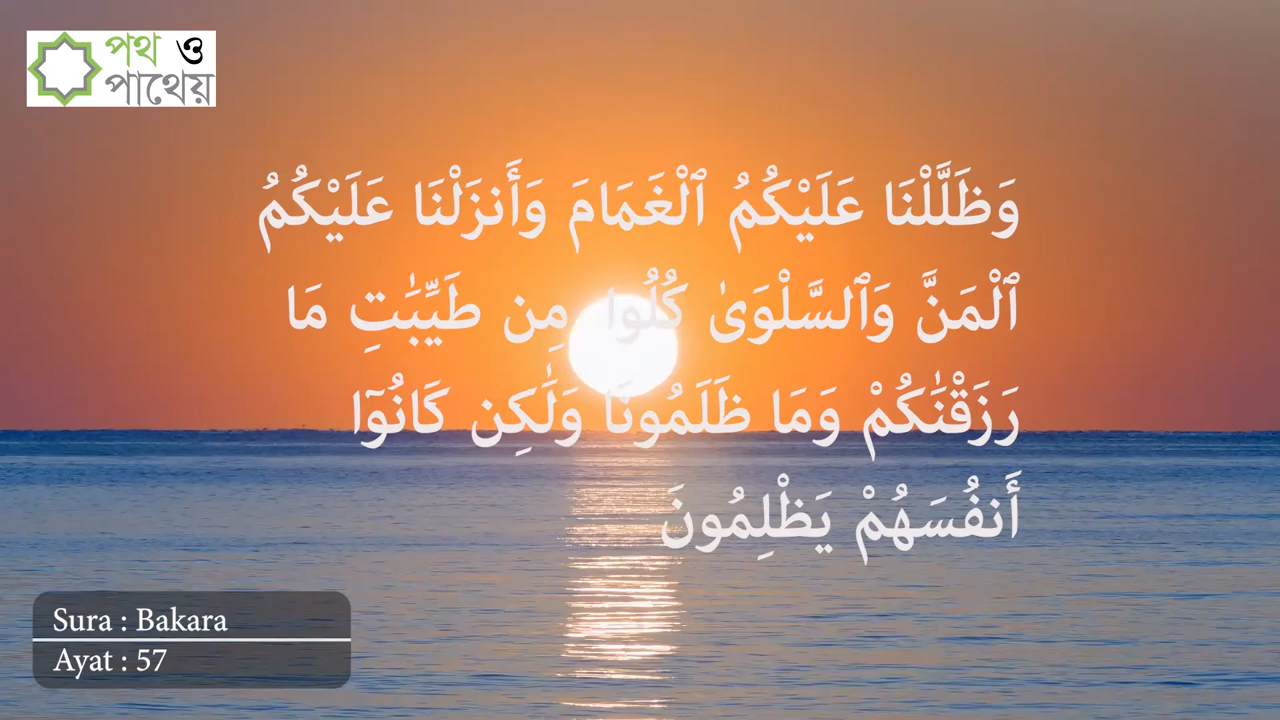 পথ ও
পাথেয়
وَظَلَّلْنَا عَلَيْكُمُ ٱلْغَمَامَ وَأَنزَلْنَا عَلَيْكُمُ
ٱلْمَنَّ وَٱلسَّلْوَىٰ كُلُوا مِن طَيِّبَٰتِ مَا
رَزَقْنَٰكُمْ وَمَا ظَلَمُونَا وَلَٰكِن كَانُوٓا
أَنفُسَهُمْ يَظْلِمُونَ
Sura : Bakara
Ayat : 57